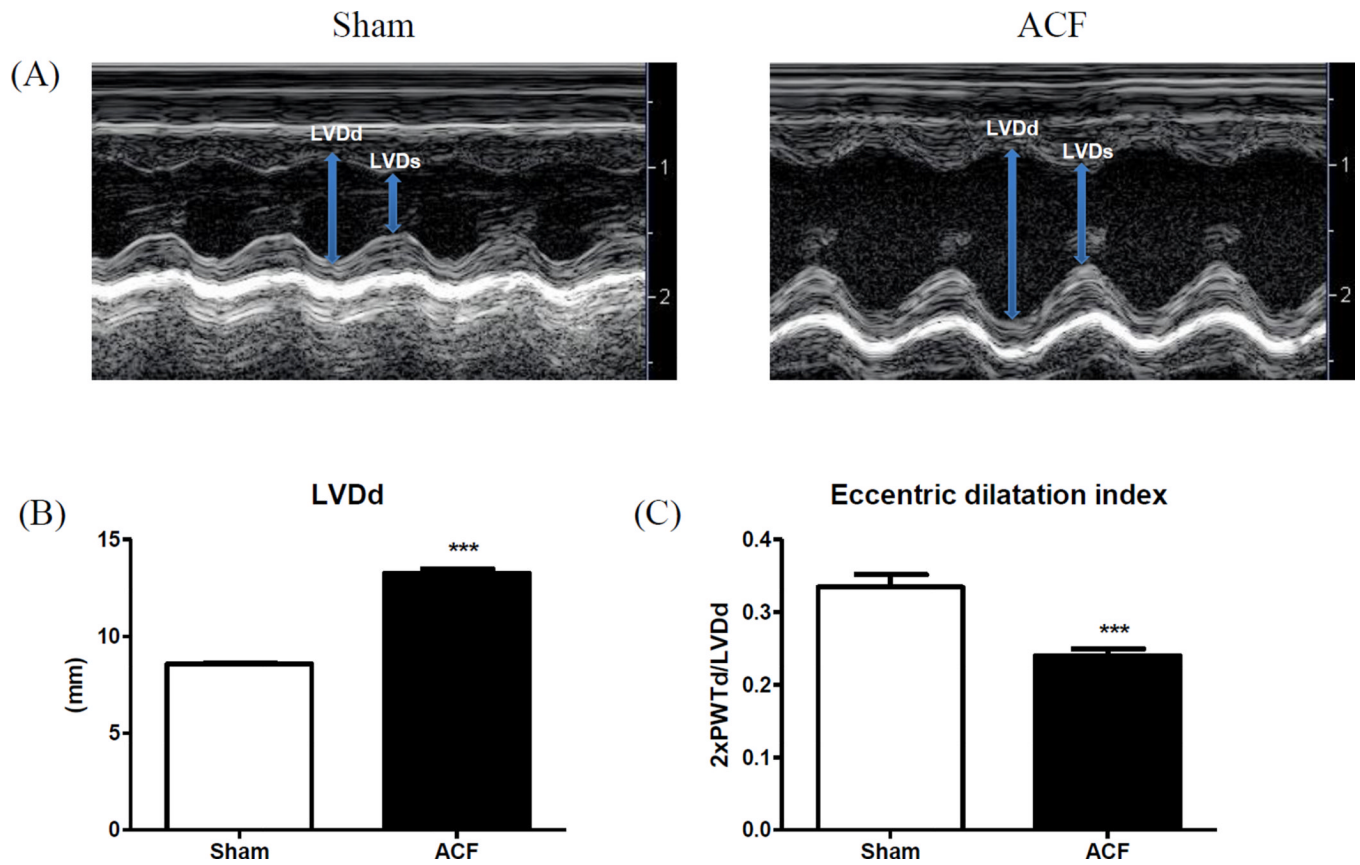 Sham
ACF
(A)
LVDd
LVDs
1
2
LVDd
LVDs
1
2
(B)
LVDd
15
10
5
0
(mm)
***
Sham
ACF
(C)
Eccentric dilatation index
0.4
0.3
0.2
0.1
0.0
2xPWTd/LVDd
***
Sham
ACF